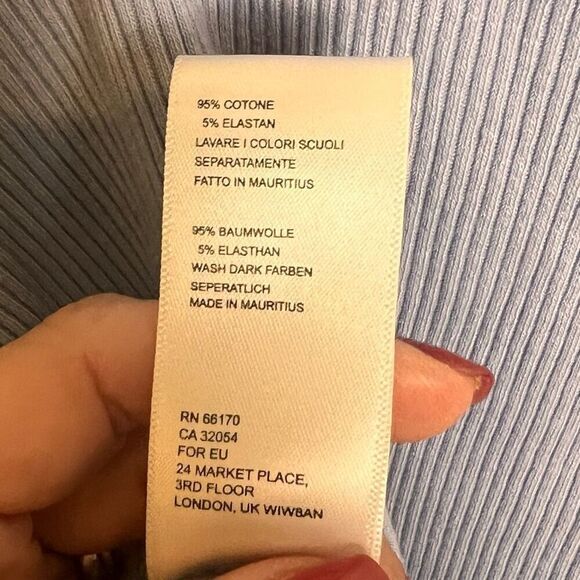 95% COTONE
5% ELASTAN
LAVARE I COLORI SCUOLI
SEPARATAMENTE
FATTO IN MAURITIUS
95% BAUMWOLLE
5% ELASTHAN
WASH DARK FARBEN
SEPERATLICH
MADE IN MAURITIUS
RN 66170
CA 32054
FOR EU
24 MARKET PLACE,
3RD FLOOR
LONDON, UK WIW8AN